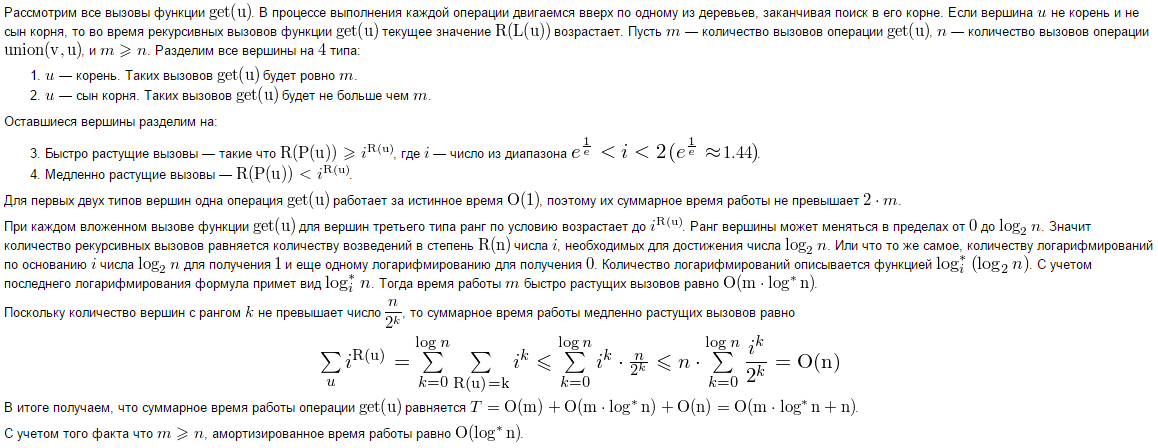 Рассмотрим все вызовы функции get(u). В процессе выполнения каждой операции двигаемся вверх по одному из деревьев, заканчивая поиск в его корне. Если вершина u не корень и не
сын корня, то во время рекурсивных вызовов функции get(u) текущее значение R(L(u)) возрастает. Пусть m — количество вызовов операции get(u), n — количество вызовов операции
union(v, u), и m ⩾ n. Разделим все вершины на 4 типа:
1. u — корень. Таких вызовов get(u) будет ровно m.
2. u — сын корня. Таких вызовов get(u) будет не больше чем m.
Оставшиеся вершины разделим на:
3. Быстро растущие вызовы — такие что R(P(u)) ⩾ i^{R(u)}, где i — число из диапазона e^{1/e} < i < 2 (e^{1/e} ≈ 1.44).
4. Медленно растущие вызовы — R(P(u)) < i^{R(u)}.
Для первых двух типов вершин одна операция get(u) работает за истинное время O(1), поэтому их суммарное время работы не превышает 2 · m.
При каждом вложенном вызове функции get(u) для вершин третьего типа ранг по условию возрастает до i^{R(u)}. Ранг вершины может меняться в пределах от 0 до log₂ n. Значит
количество рекурсивных вызовов равняется количеству возведений в степень R(n) числа i, необходимых для достижения числа log₂ n. Или что то же самое, количеству логарифмирований
по основанию i числа log₂ n для получения 1 и еще одному логарифмированию для получения 0. Количество логарифмирований описывается функцией log*_i (log₂ n). С учетом
последнего логарифмирования формула примет вид log*_i n. Тогда время работы m быстро растущих вызовов равно O(m · log* n).
Поскольку количество вершин с рангом k не превышает число n/2^k, то суммарное время работы медленно растущих вызовов равно
∑_u i^{R(u)} = ∑_{k=0}^{log n} ∑_{R(u)=k} i^k ⩽ ∑_{k=0}^{log n} i^k · n/2^k ⩽ n · ∑_{k=0}^{log n} i^k/2^k = O(n)
В итоге получаем, что суммарное время работы операции get(u) равняется T = O(m) + O(m · log* n) + O(n) = O(m · log* n + n).
С учетом того факта что m ⩾ n, амортизированное время работы равно O(log* n).